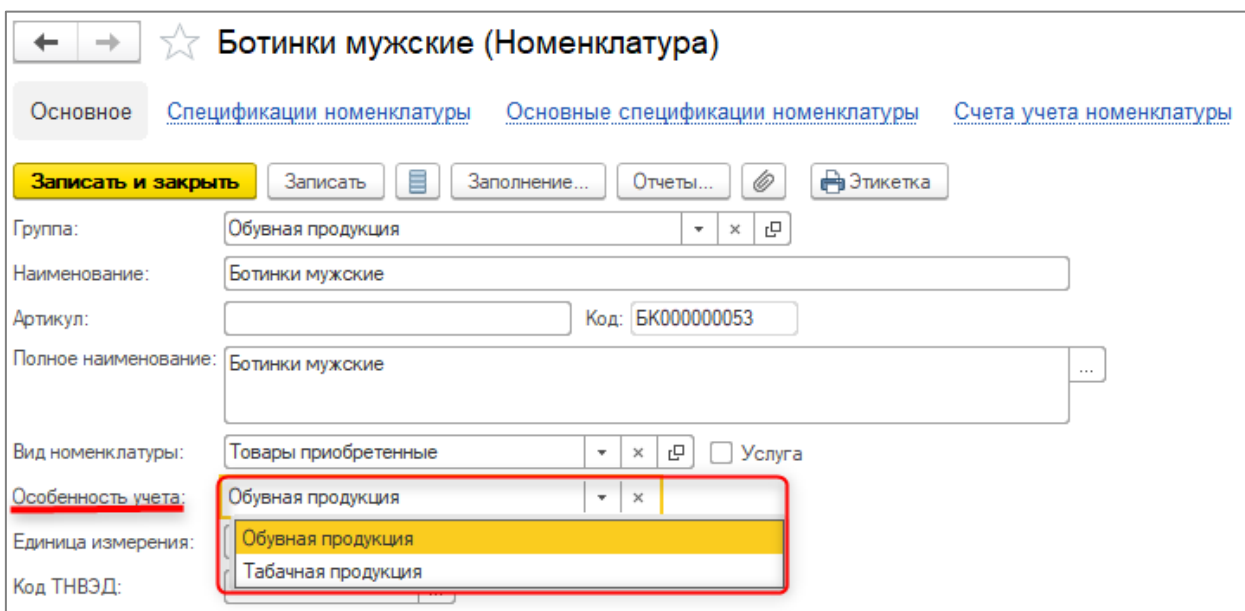 Ботинки мужские (Номенклатура)
Основное Спецификации номенклатуры Основные спецификации номенклатуры Счета учета номенклатуры
Записать и закрыть Записать Заполнение... Отчеты... Этикетка
Группа: Обувная продукция
Наименование: Ботинки мужские
Артикул: Код: БК000000053
Полное наименование: Ботинки мужские ...
Вид номенклатуры: Товары приобретенные Услуга
Особенность учета: Обувная продукция
Единица измерения: Обувная продукция
Табачная продукция
Код ТНВЭД: ...